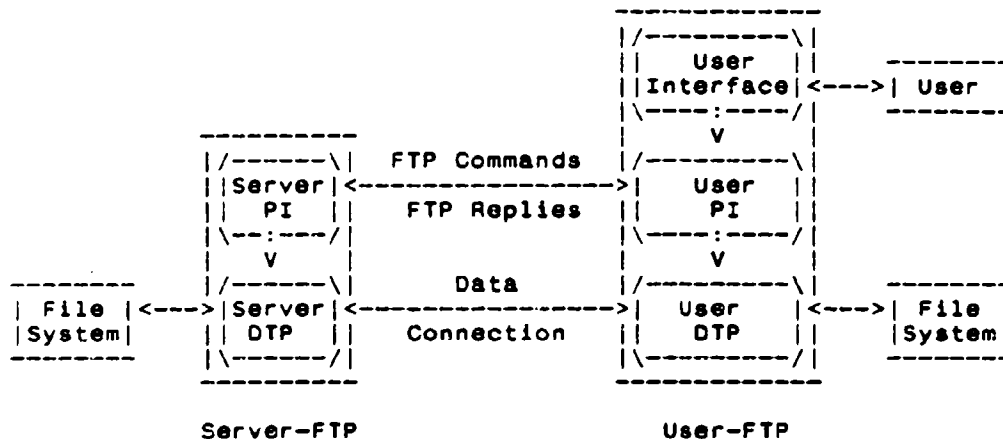 User
Interface
User
FTP Commands
Server
PI
User
PI
FTP Replies
Data
File
System
Server
DTP
User
DTP
File
System
Connection
Server-FTP
User-FTP